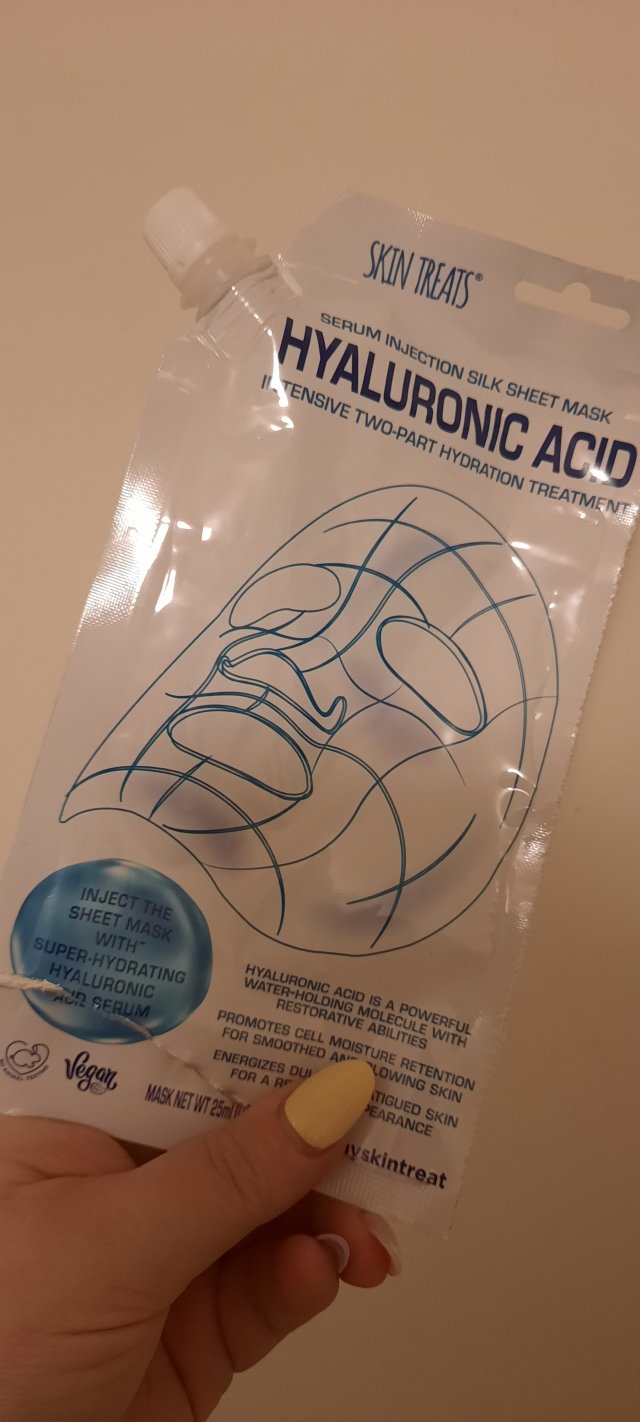 SKIN TREATS®
SERUM INJECTION SILK SHEET MASK
HYALURONIC ACID
INTENSIVE TWO-PART HYDRATION TREATMENT
INJECT THE
SHEET MASK
WITH
SUPER-HYDRATING
HYALURONIC
ACID SERUM
HYALURONIC ACID IS A POWERFUL
WATER-HOLDING MOLECULE WITH
RESTORATIVE ABILITIES
PROMOTES CELL MOISTURE RETENTION
FOR SMOOTHED AND GLOWING SKIN
ENERGIZES SKIN
FOR A
Vegan
MASK NET WT 25ml
yskintreat